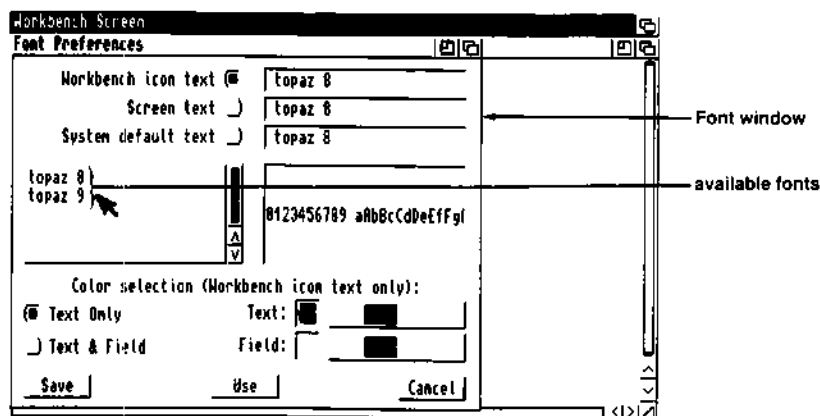 Workbench Screen
Font Preferences
Workbench icon text topaz 8
Screen text topaz 8
System default text topaz 8
topaz 8
topaz 9
0123456789 aAbBcCdDeEfFg
Color selection (Workbench icon text only):
Text Only Text:
Text & Field Field:
Save Use Cancel
Font window
available fonts